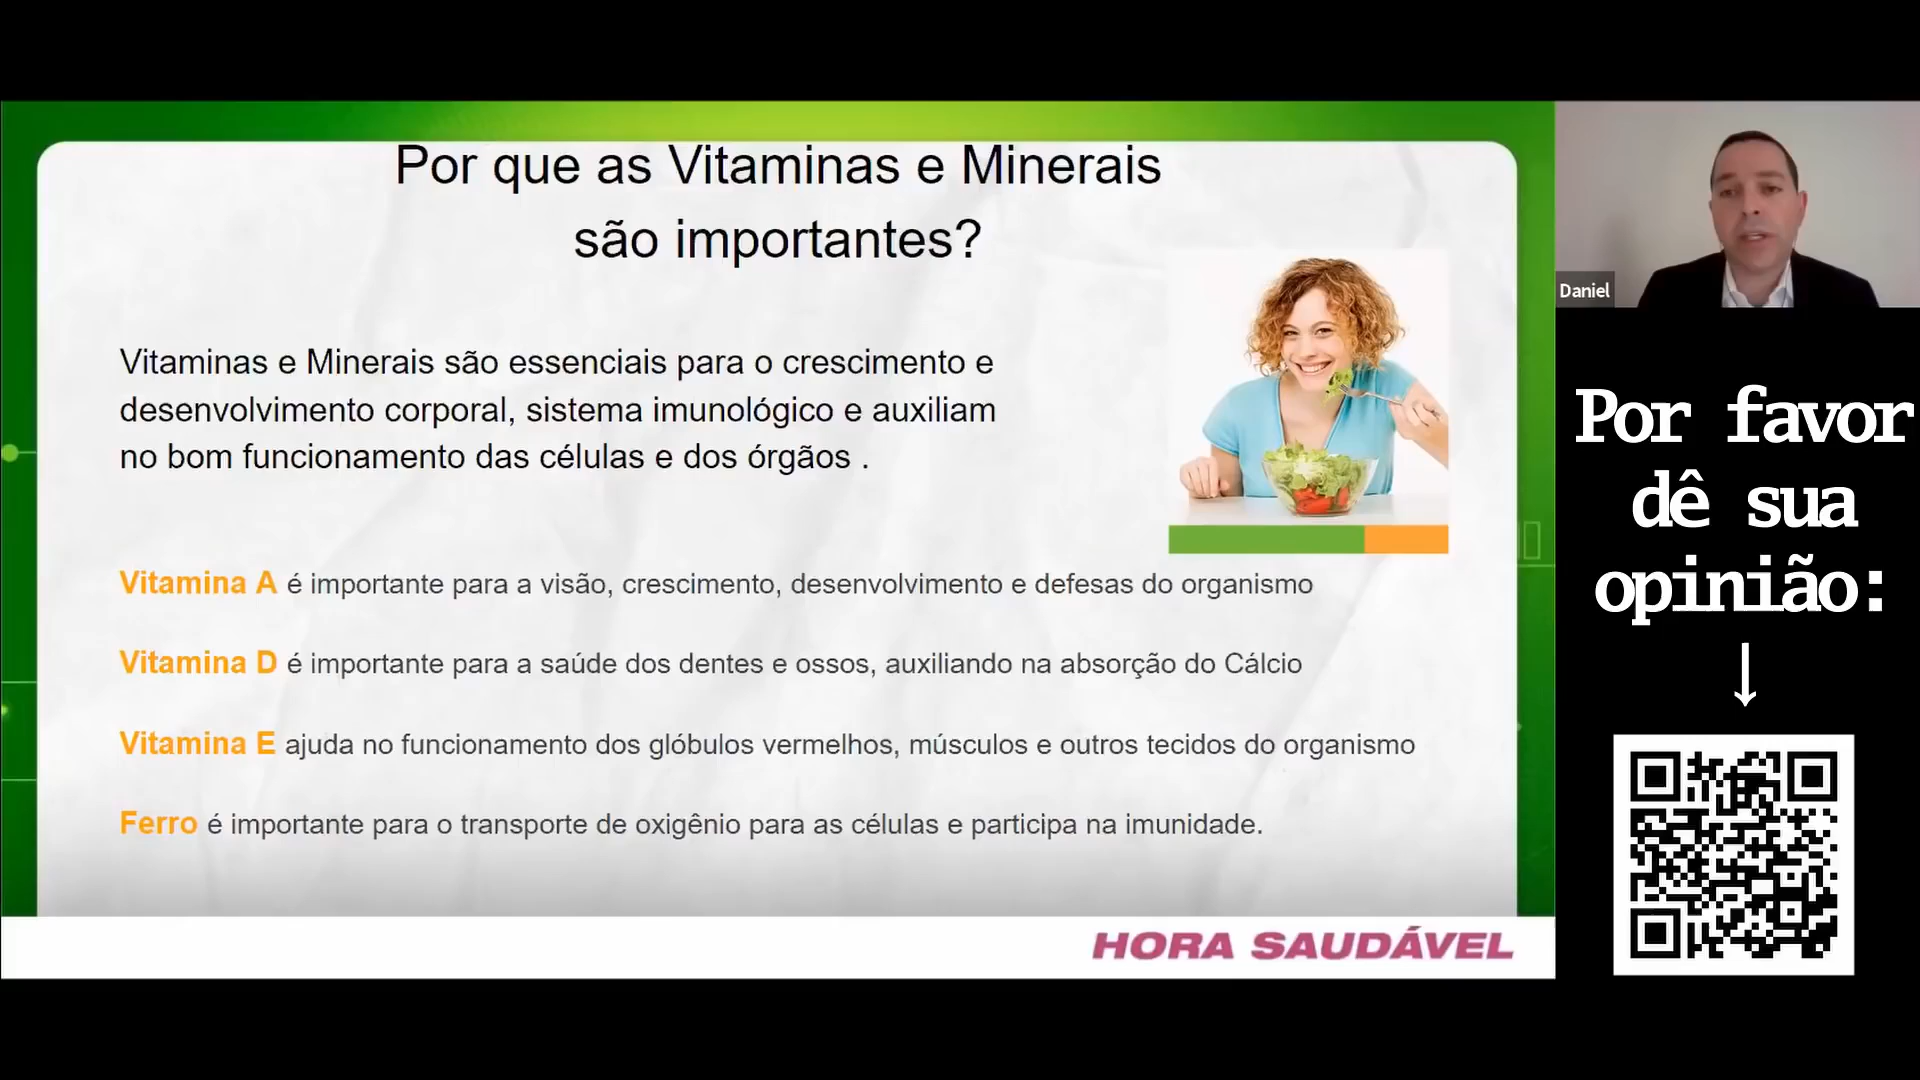 Por que as Vitaminas e Minerais
são importantes?
Vitaminas e Minerais são essenciais para o crescimento e
desenvolvimento corporal, sistema imunológico e auxiliam
no bom funcionamento das células e dos órgãos .
Vitamina A é importante para a visão, crescimento, desenvolvimento e defesas do organismo
Vitamina D é importante para a saúde dos dentes e ossos, auxiliando na absorção do Cálcio
Vitamina E ajuda no funcionamento dos glóbulos vermelhos, músculos e outros tecidos do organismo
Ferro é importante para o transporte de oxigênio para as células e participa na imunidade.
HORA SAUDÁVEL
Daniel
Por favor
dê sua
opinião:
↓